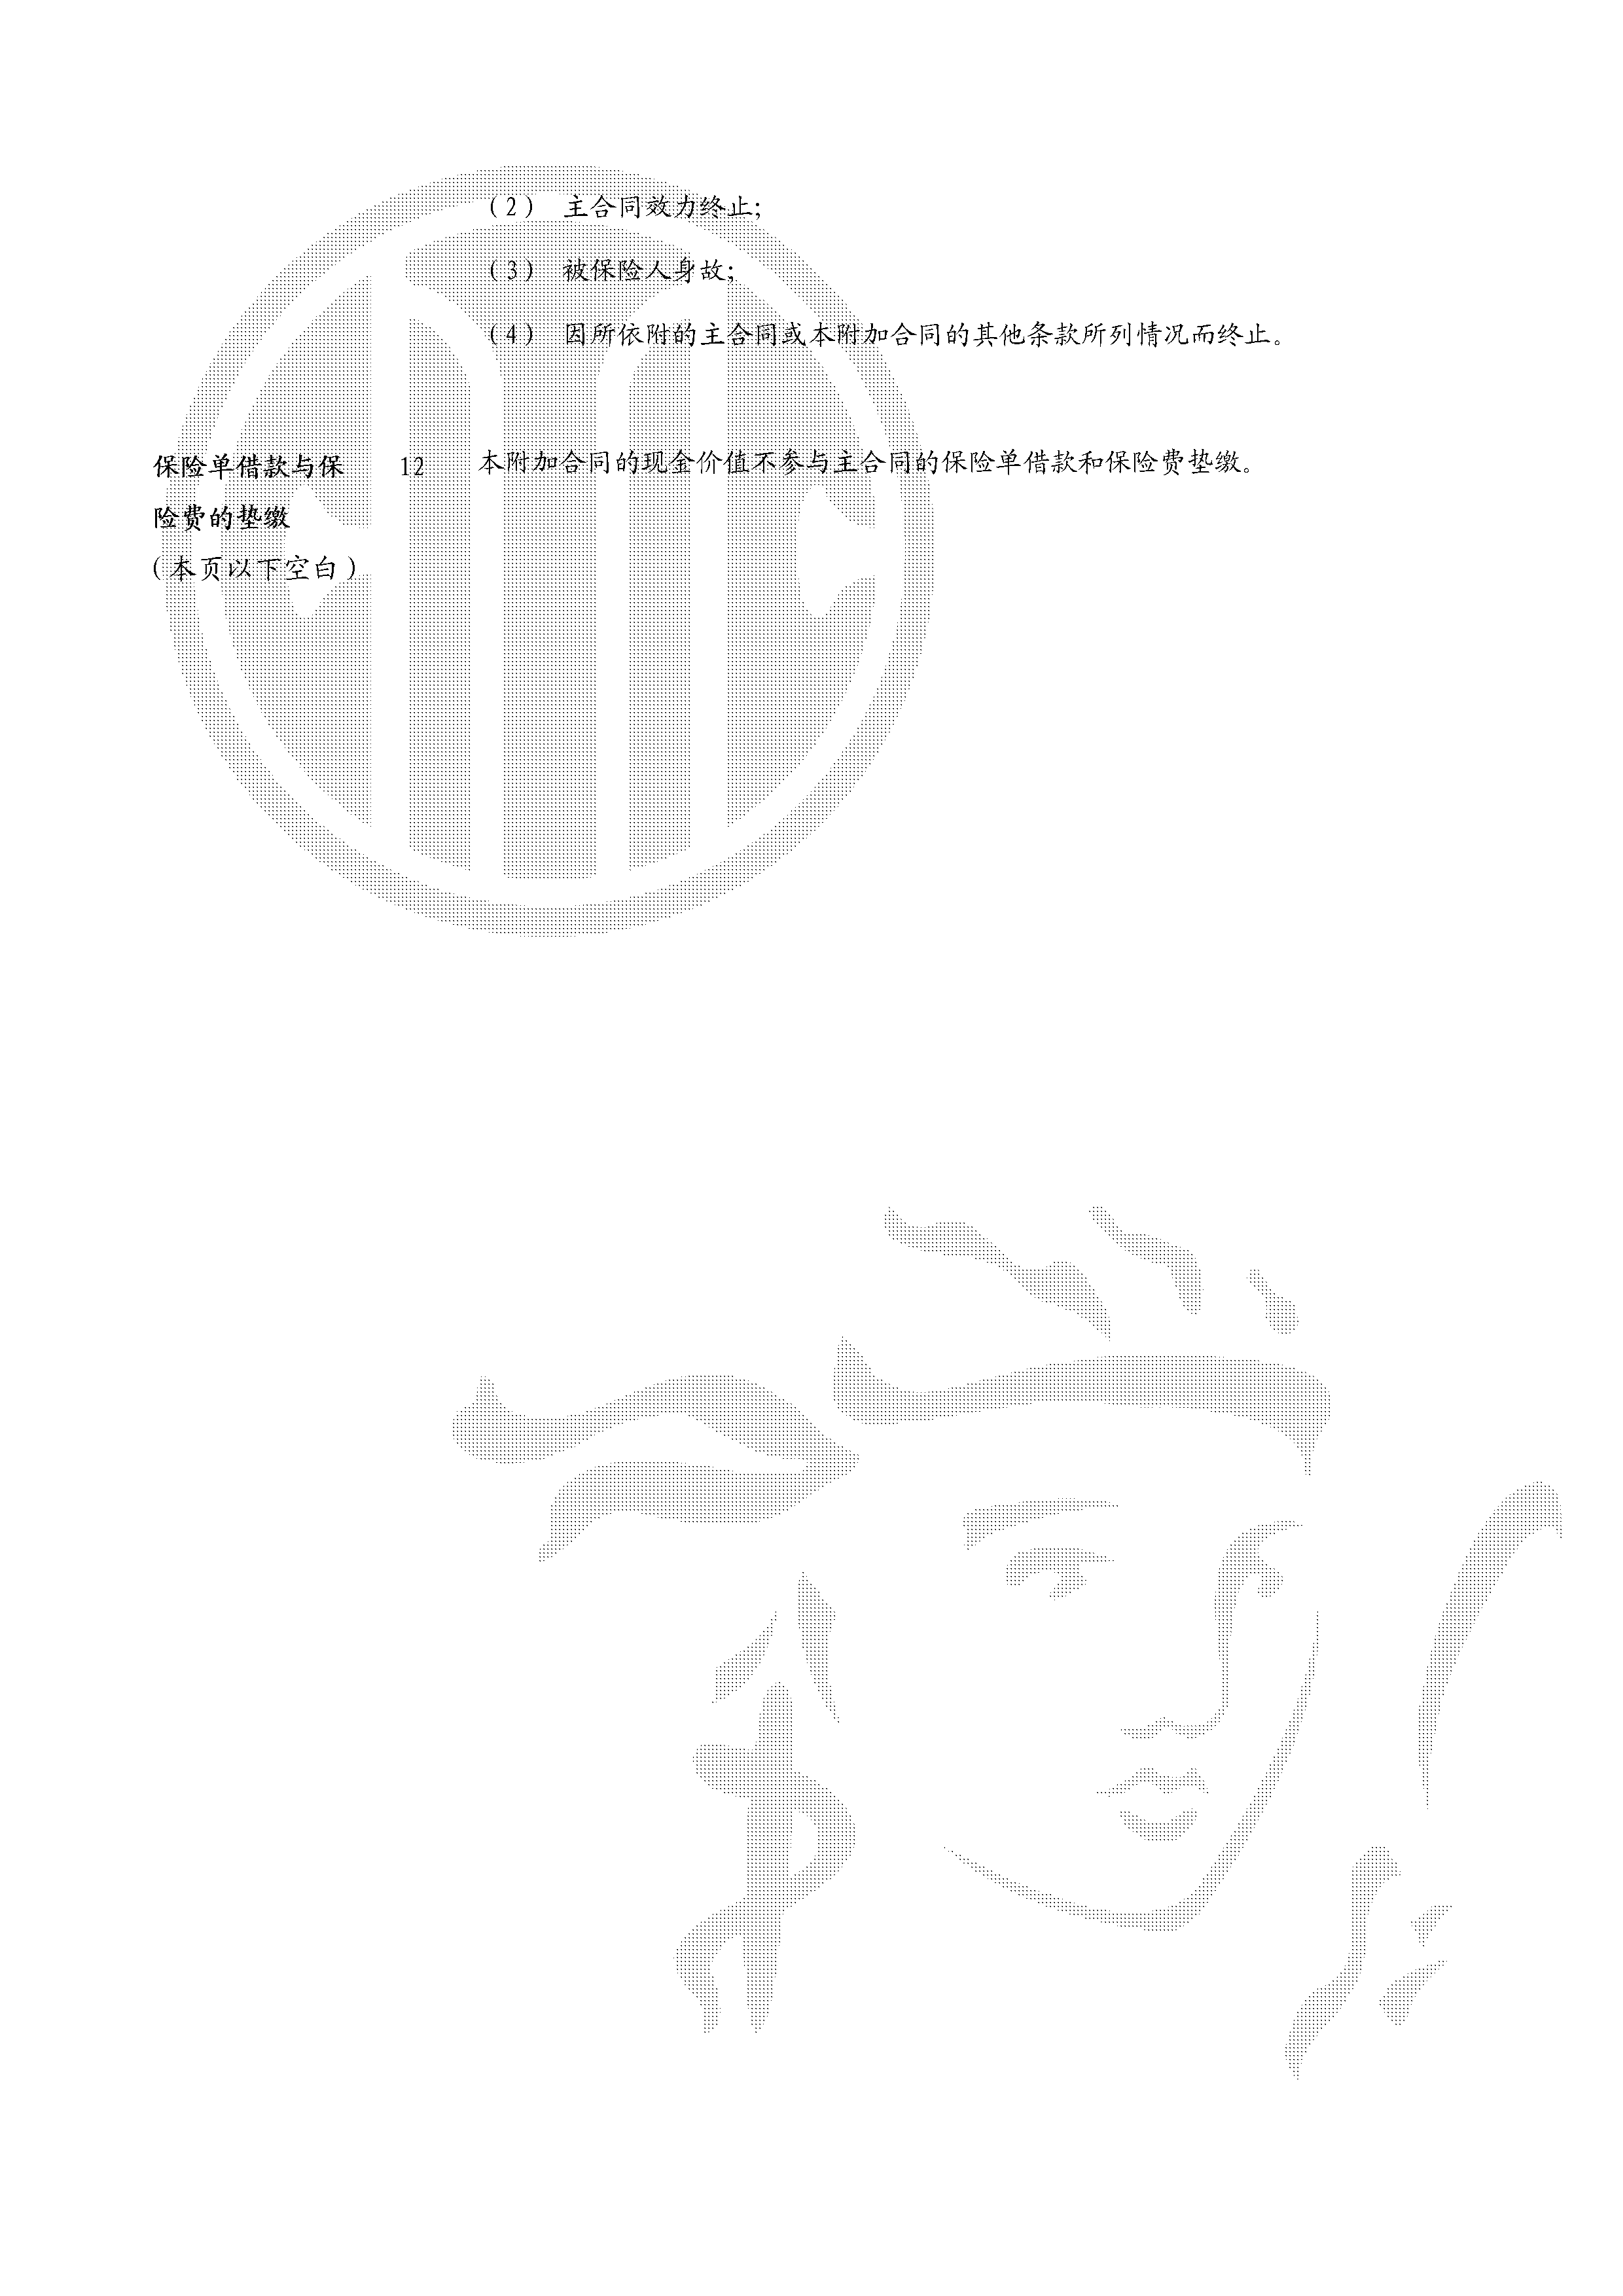 （2） 主合同效力终止；
（3） 被保险人身故；
（4） 因所依附的主合同或本附加合同的其他条款所列情况而终止。
保险单借款与保 12 本附加合同的现金价值不参与主合同的保险单借款和保险费垫缴。
险费的垫缴
（本页以下空白）